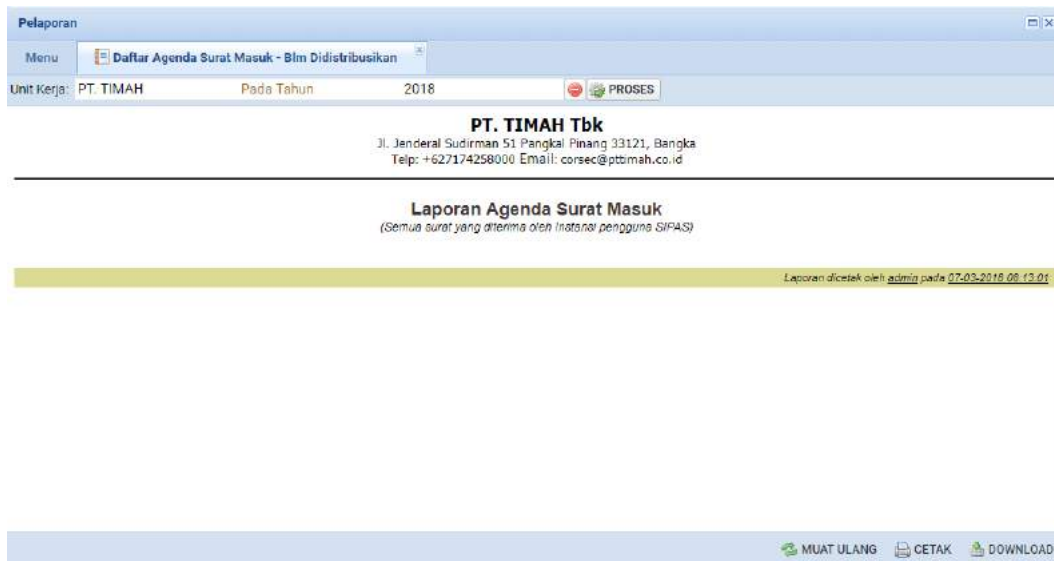 Pelaporan
Menu
Daftar Agenda Surat Masuk - Blm Didistribusikan
Unit Kerja: PT. TIMAH Pada Tahun 2018 PROSES
PT. TIMAH Tbk
Jl. Jenderal Sudirman 51 Pangkal Pinang 33121, Bangka
Telp: +627174258000 Email: corsec@pttimah.co.id
Laporan Agenda Surat Masuk
(Semua surat yang diterima oleh instansi pengguna SIPAS)
Laporan dicetak oleh admin pada 07-03-2018 08:13:01
MUAT ULANG CETAK DOWNLOAD